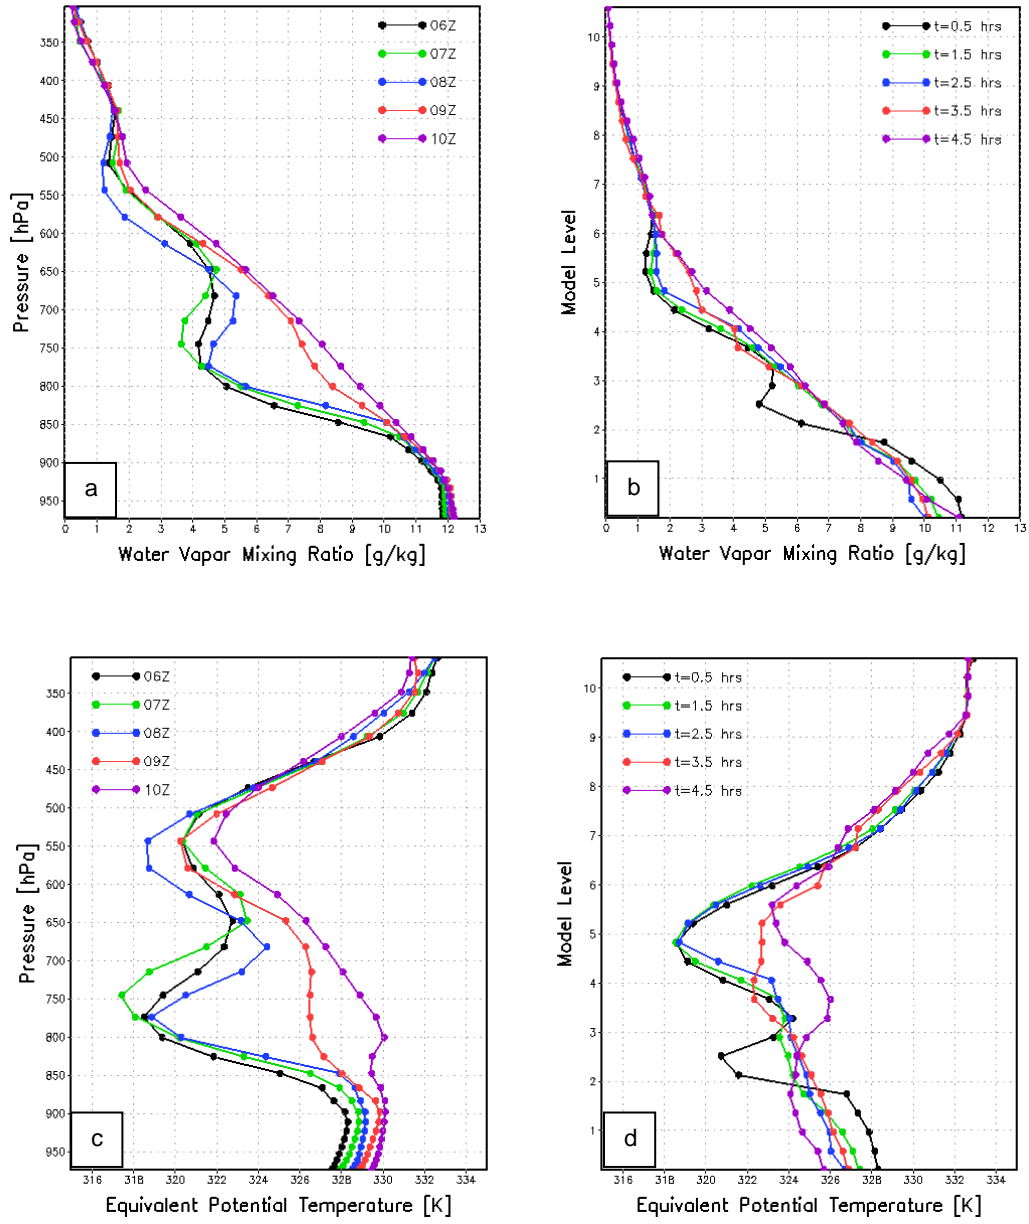 350
400
450
500
550
600
650
700
750
800
850
900
950
Pressure [hPa]
06Z
07Z
08Z
09Z
10Z
a
0 1 2 3 4 5 6 7 8 9 10 11 12 13
Water Vapar Mixing Ratio [g/kg]
10
9
8
7
6
5
4
3
2
1
Model Level
t=0.5 hrs
t=1.5 hrs
t=2.5 hrs
t=3.5 hrs
t=4.5 hrs
b
0 1 2 3 4 5 6 7 8 9 10 11 12 13
Water Vapar Mixing Ratio [g/kg]
350
400
450
500
550
600
650
700
750
800
850
900
950
Pressure [hPa]
06Z
07Z
08Z
09Z
10Z
c
316 318 320 322 324 326 328 330 332 334
Equivalent Potential Temperature [K]
10
9
8
7
6
5
4
3
2
1
Model Level
t=0.5 hrs
t=1.5 hrs
t=2.5 hrs
t=3.5 hrs
t=4.5 hrs
d
316 318 320 322 324 326 328 330 332 334
Equivalent Potential Temperature [K]